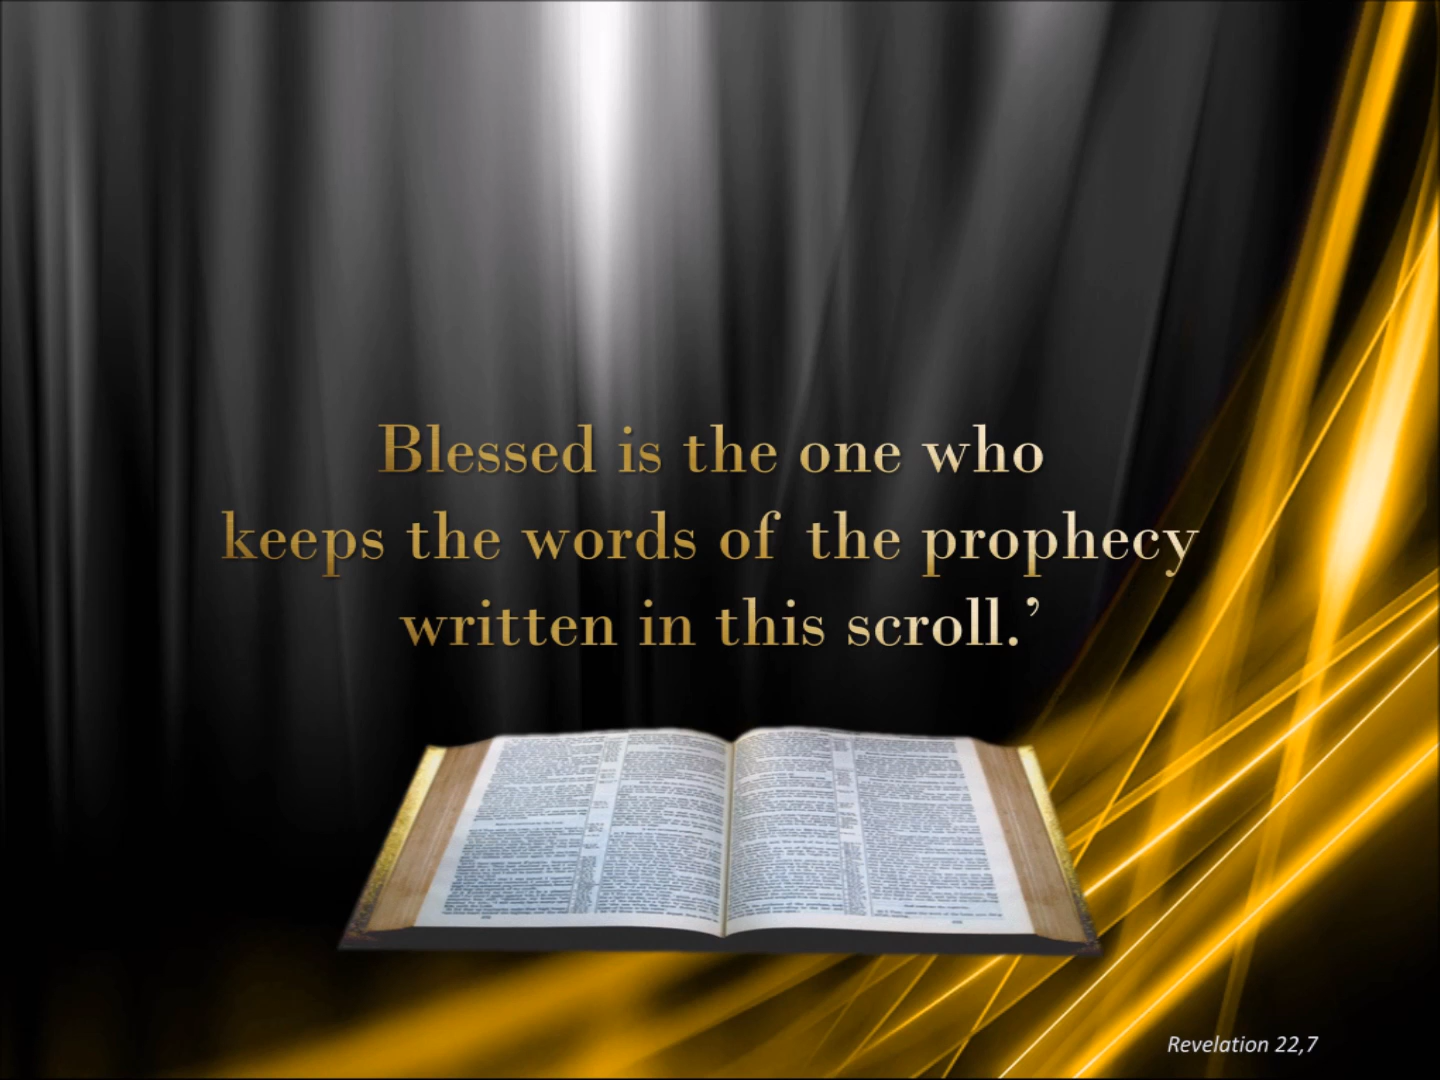 Blessed is the one who
keeps the words of the prophecy
written in this scroll.’
Revelation 22,7